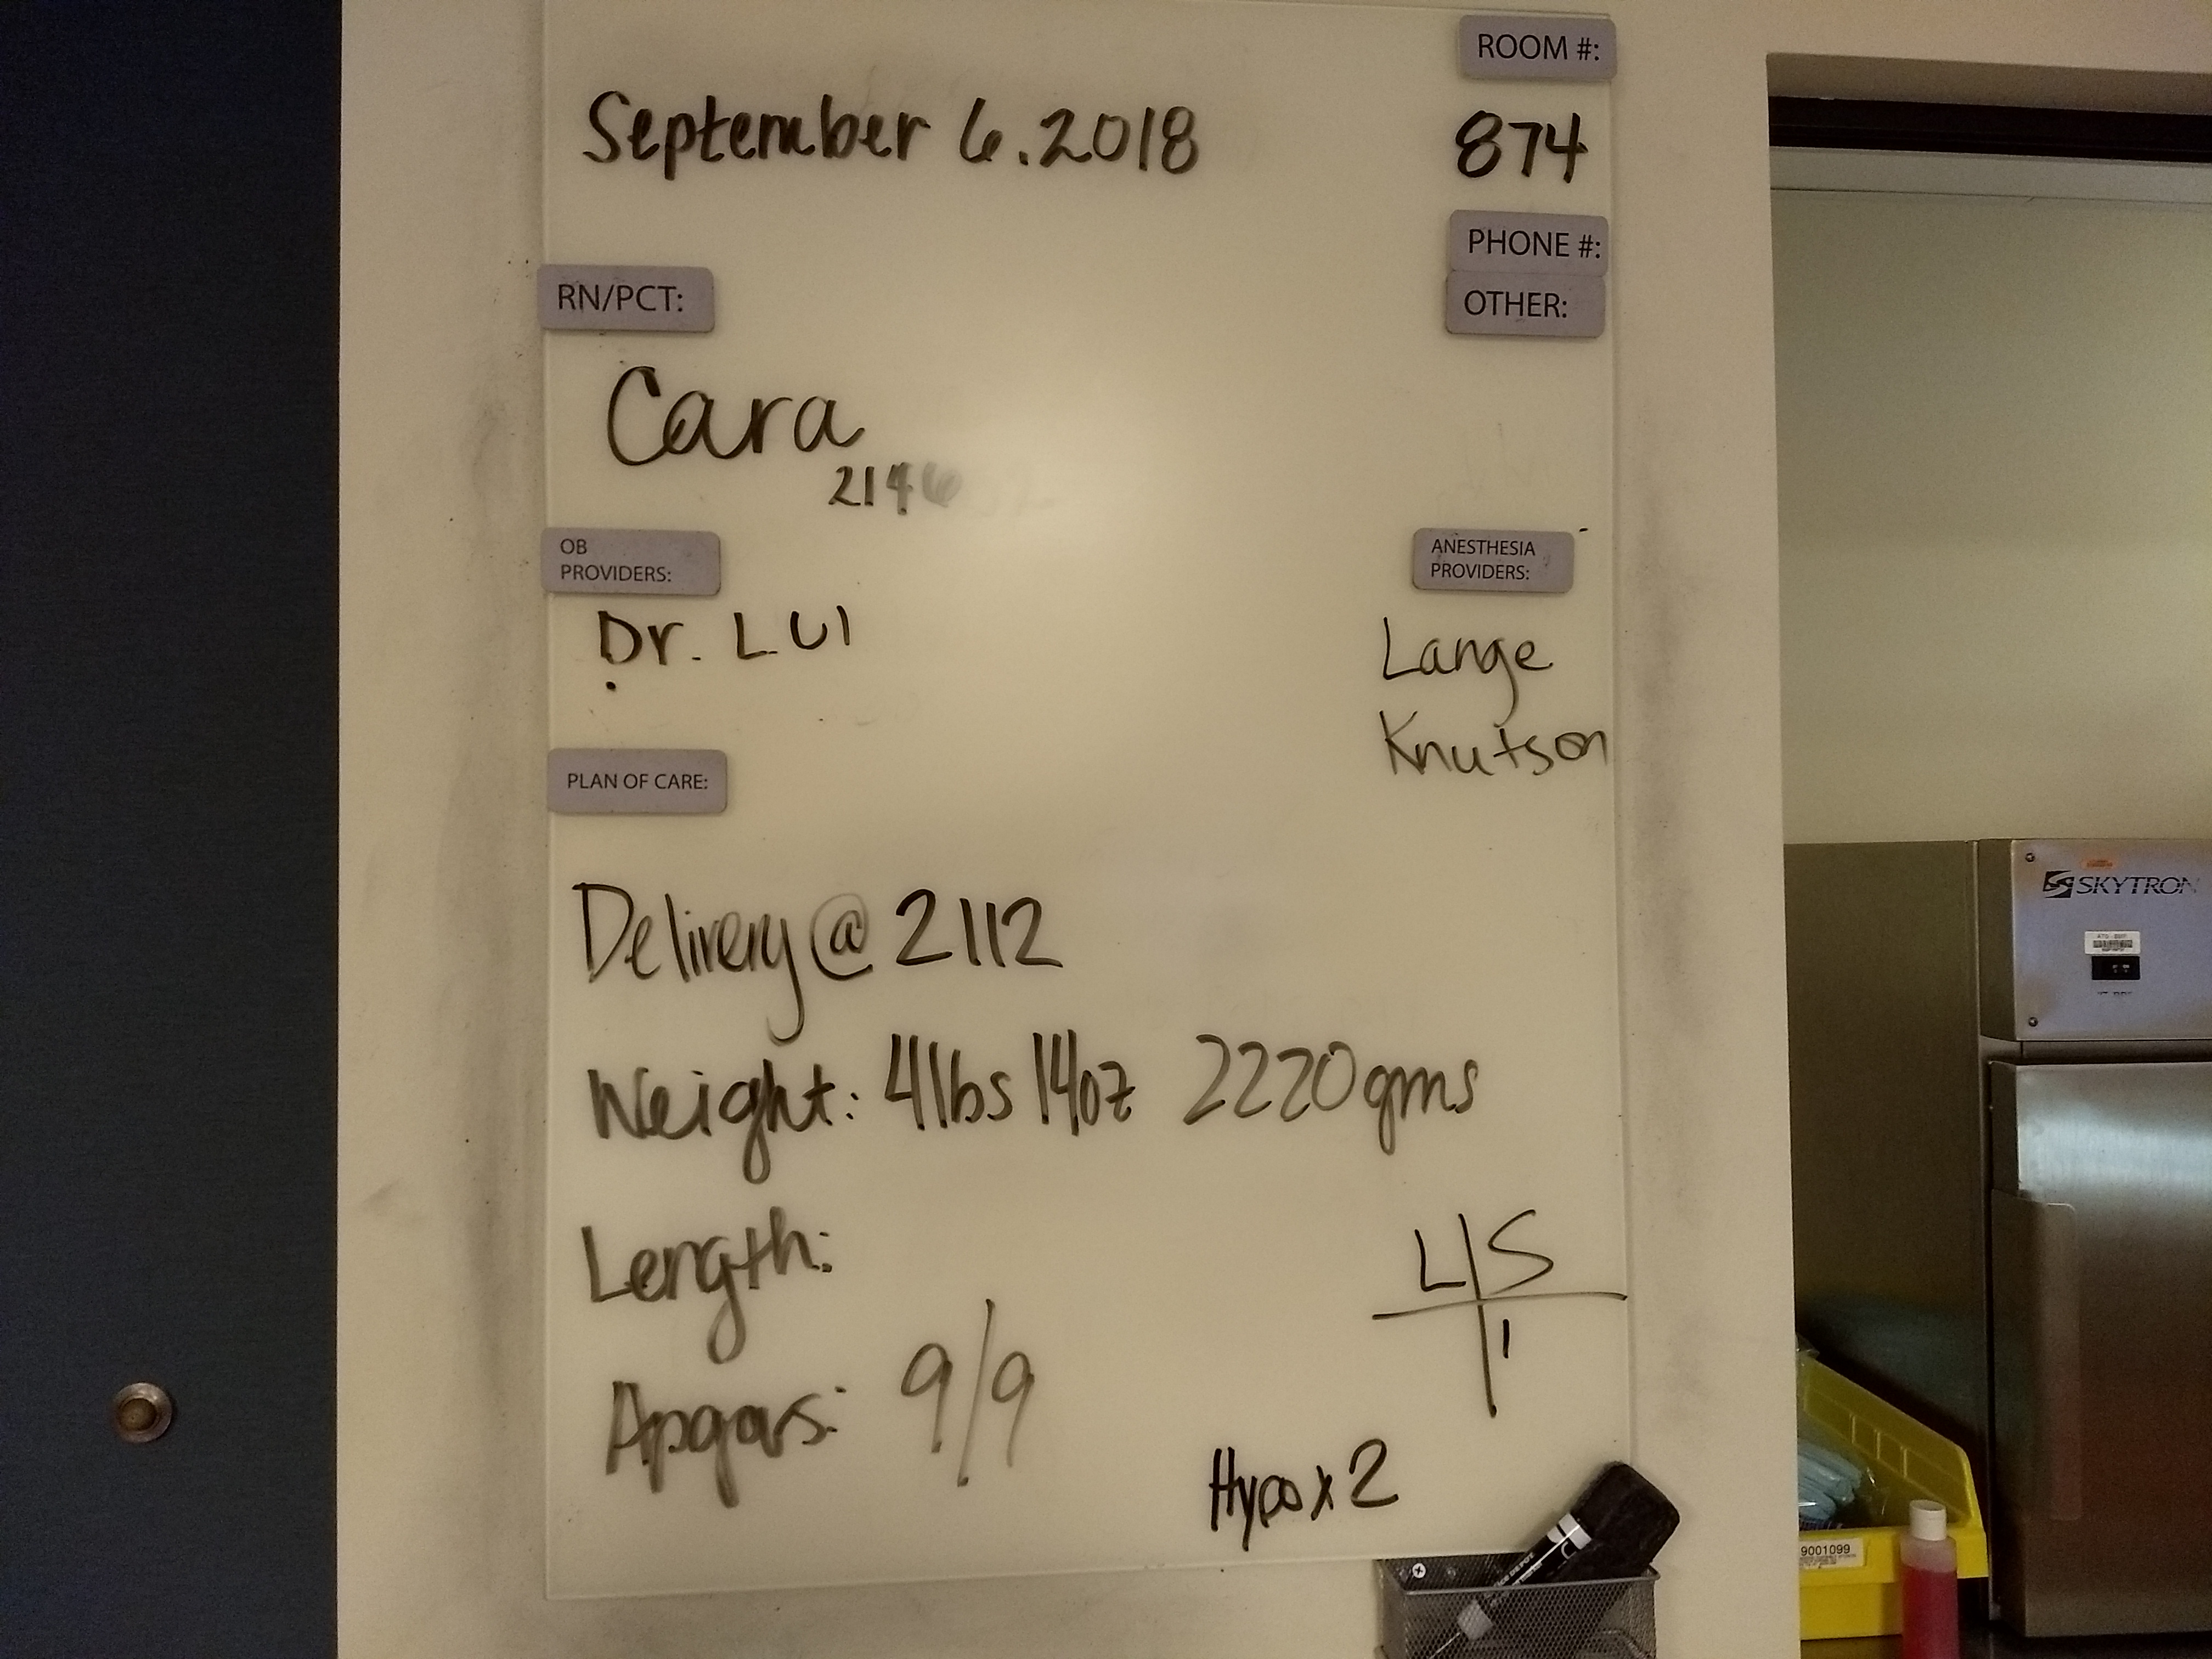 ROOM #:
September 6.2018
874
PHONE #:
RN/PCT:
OTHER:
Cara
214
OB
PROVIDERS:
ANESTHESIA
PROVIDERS:
Dr. LUI
Lange
Knutson
PLAN OF CARE:
Delivery @ 2112
Weight: 4lbs 14oz 2220gms
Length:
L S
1
Apgars: 9/9
Hypo x 2
SKYTRON
9001099